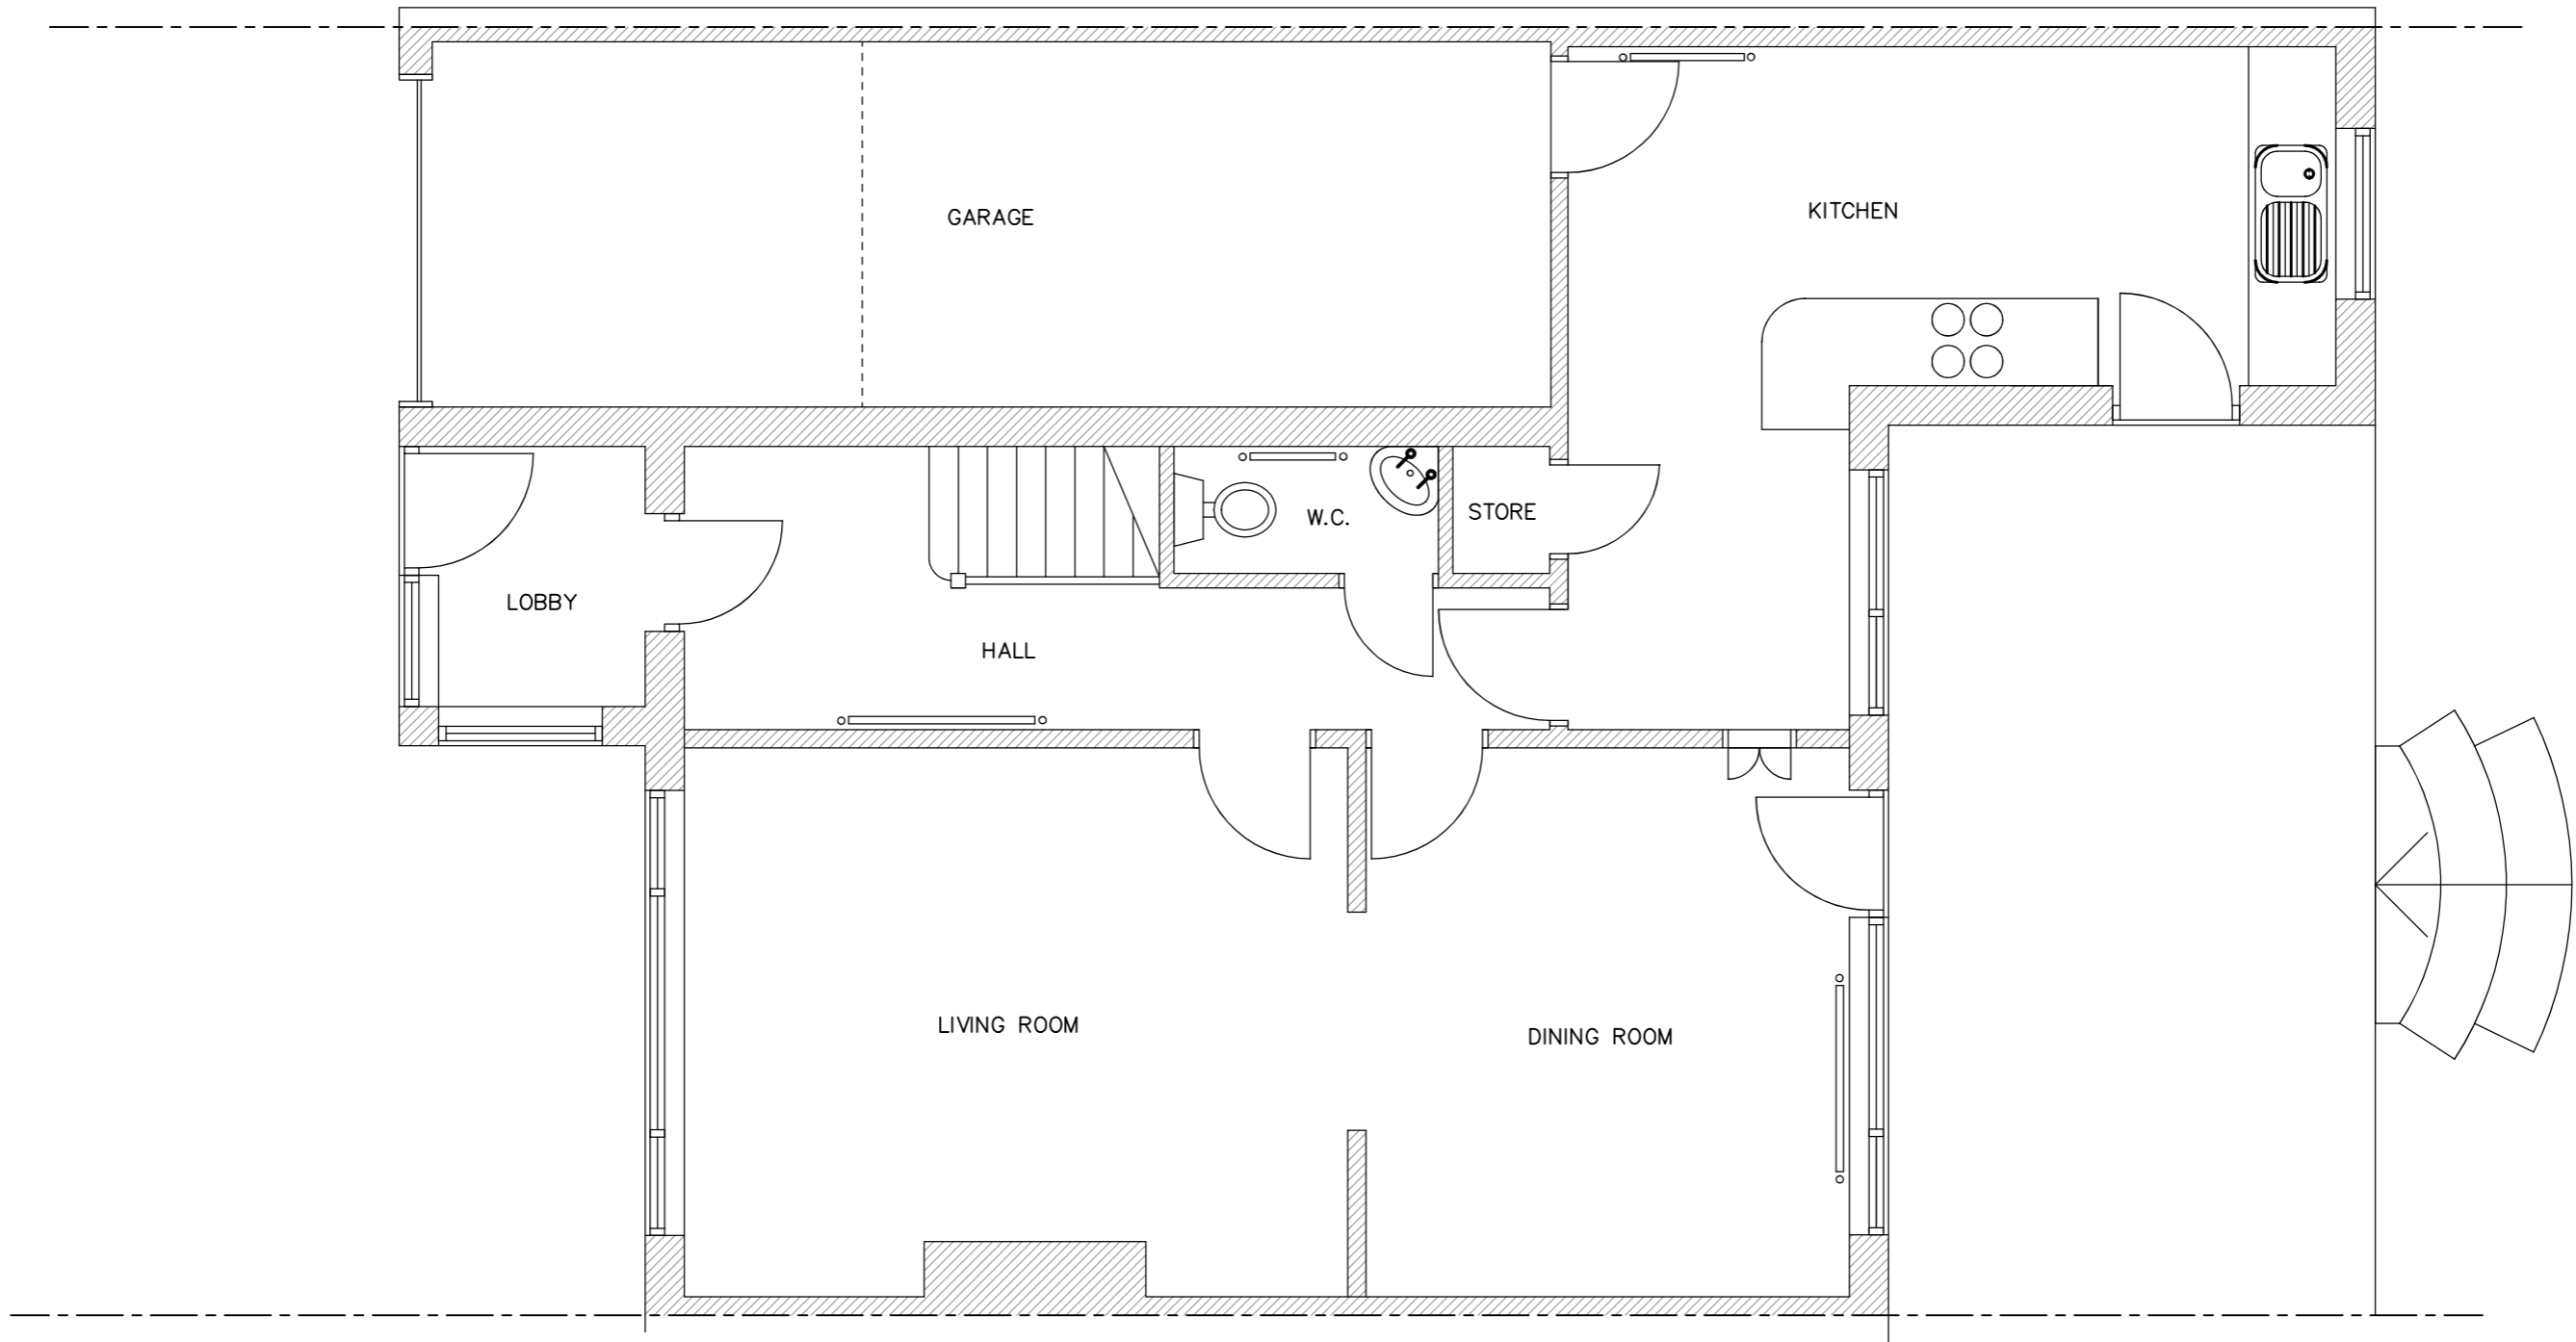 GARAGE
KITCHEN
W.C.
STORE
LOBBY
HALL
LIVING ROOM
DINING ROOM